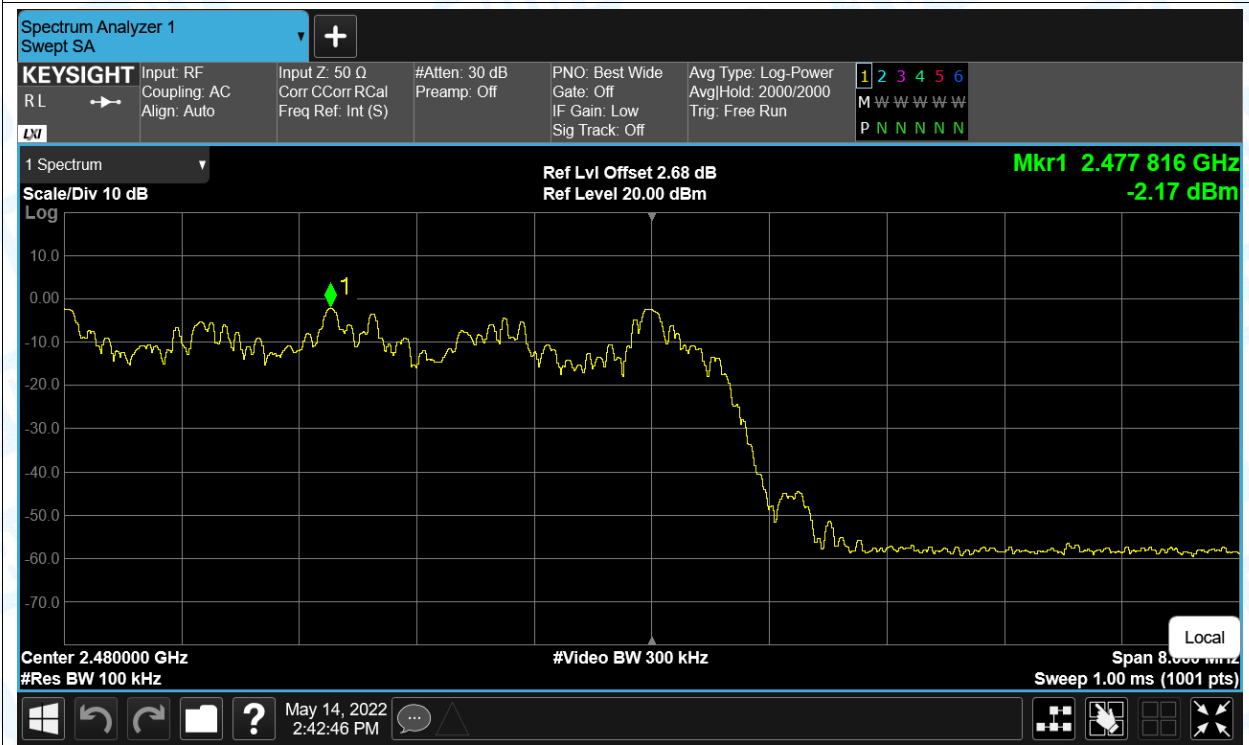 Spectrum Analyzer 1
Swept SA
+
KEYSIGHT
R L
LXI
Input: RF
Coupling: AC
Align: Auto
Input Z: 50 Ω
Corr CCorr RCal
Freq Ref: Int (S)
#Atten: 30 dB
Preamp: Off
PNO: Best Wide
Gate: Off
IF Gain: Low
Sig Track: Off
Avg Type: Log-Power
Avg|Hold: 2000/2000
Trig: Free Run
1 2 3 4 5 6
M W W W W W
P N N N N N
1 Spectrum
Scale/Div 10 dB
Log
Ref Lvl Offset 2.68 dB
Ref Level 20.00 dBm
Mkr1 2.477 816 GHz
-2.17 dBm
1
10.0
0.00
-10.0
-20.0
-30.0
-40.0
-50.0
-60.0
-70.0
Local
Center 2.480000 GHz
#Res BW 100 kHz
#Video BW 300 kHz
Span 8.000 MHz
Sweep 1.00 ms (1001 pts)
?
May 14, 2022
2:42:46 PM